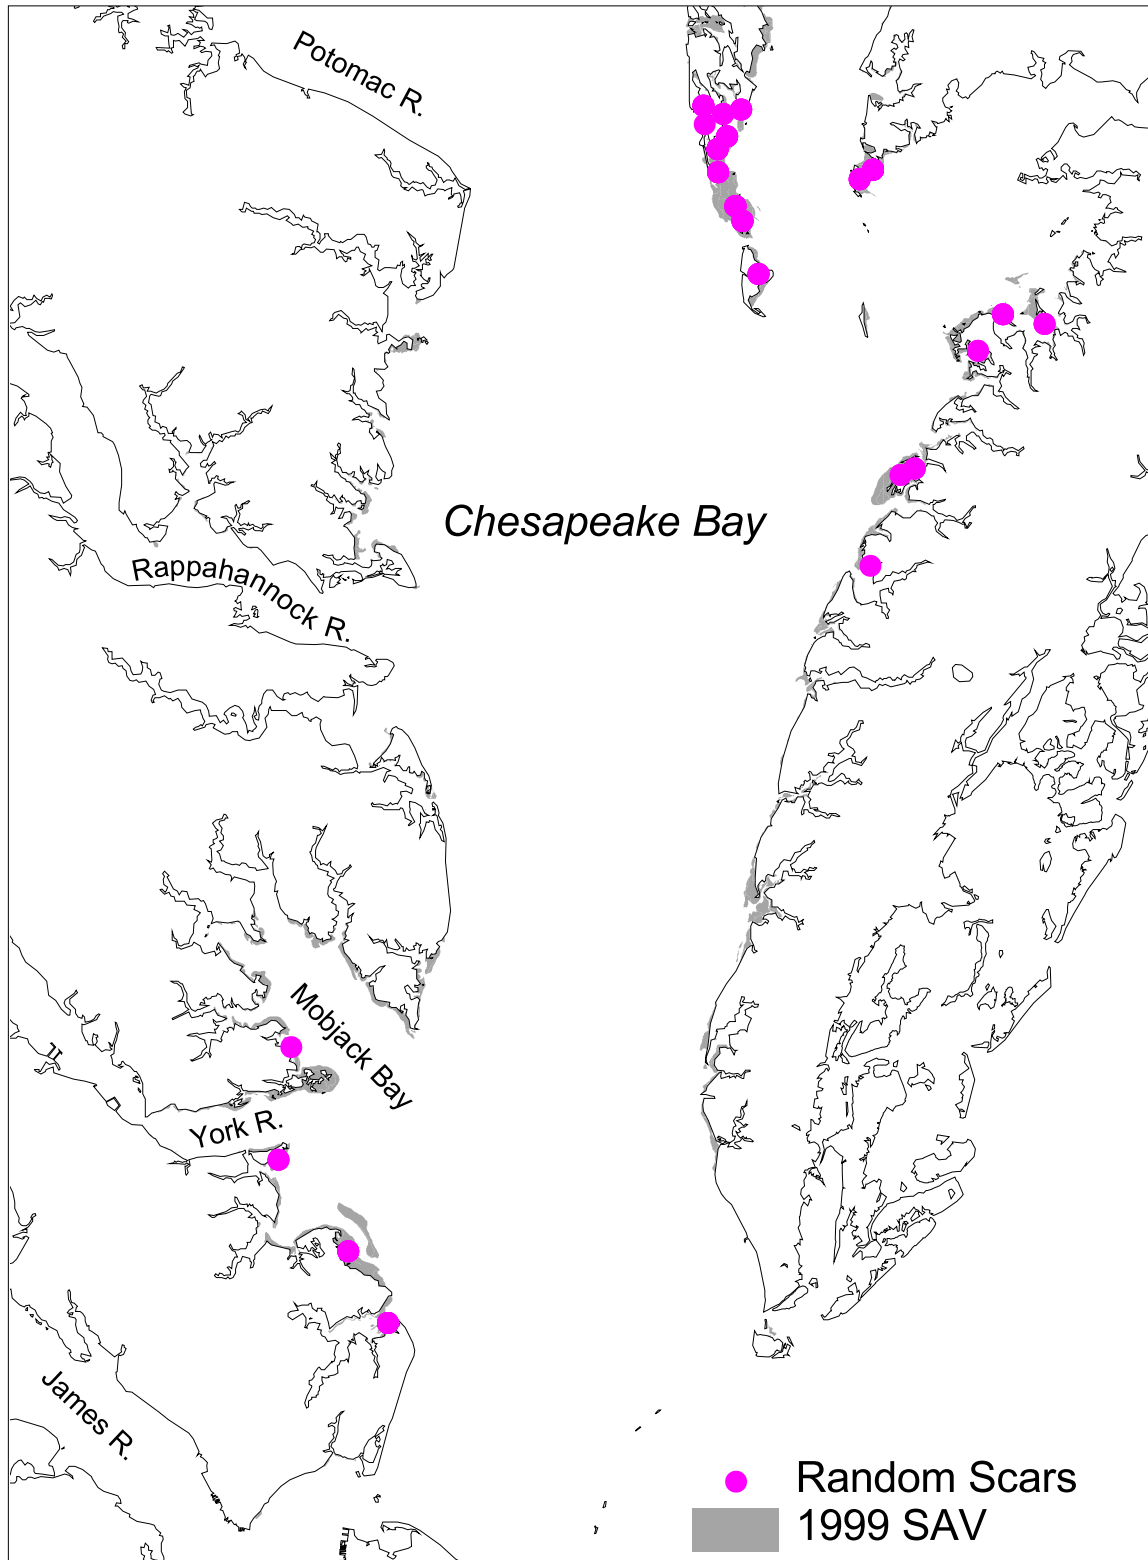 Potomac R.
Chesapeake Bay
Rappahannock R.
Mobjack Bay
York R.
James R.
Random Scars
1999 SAV